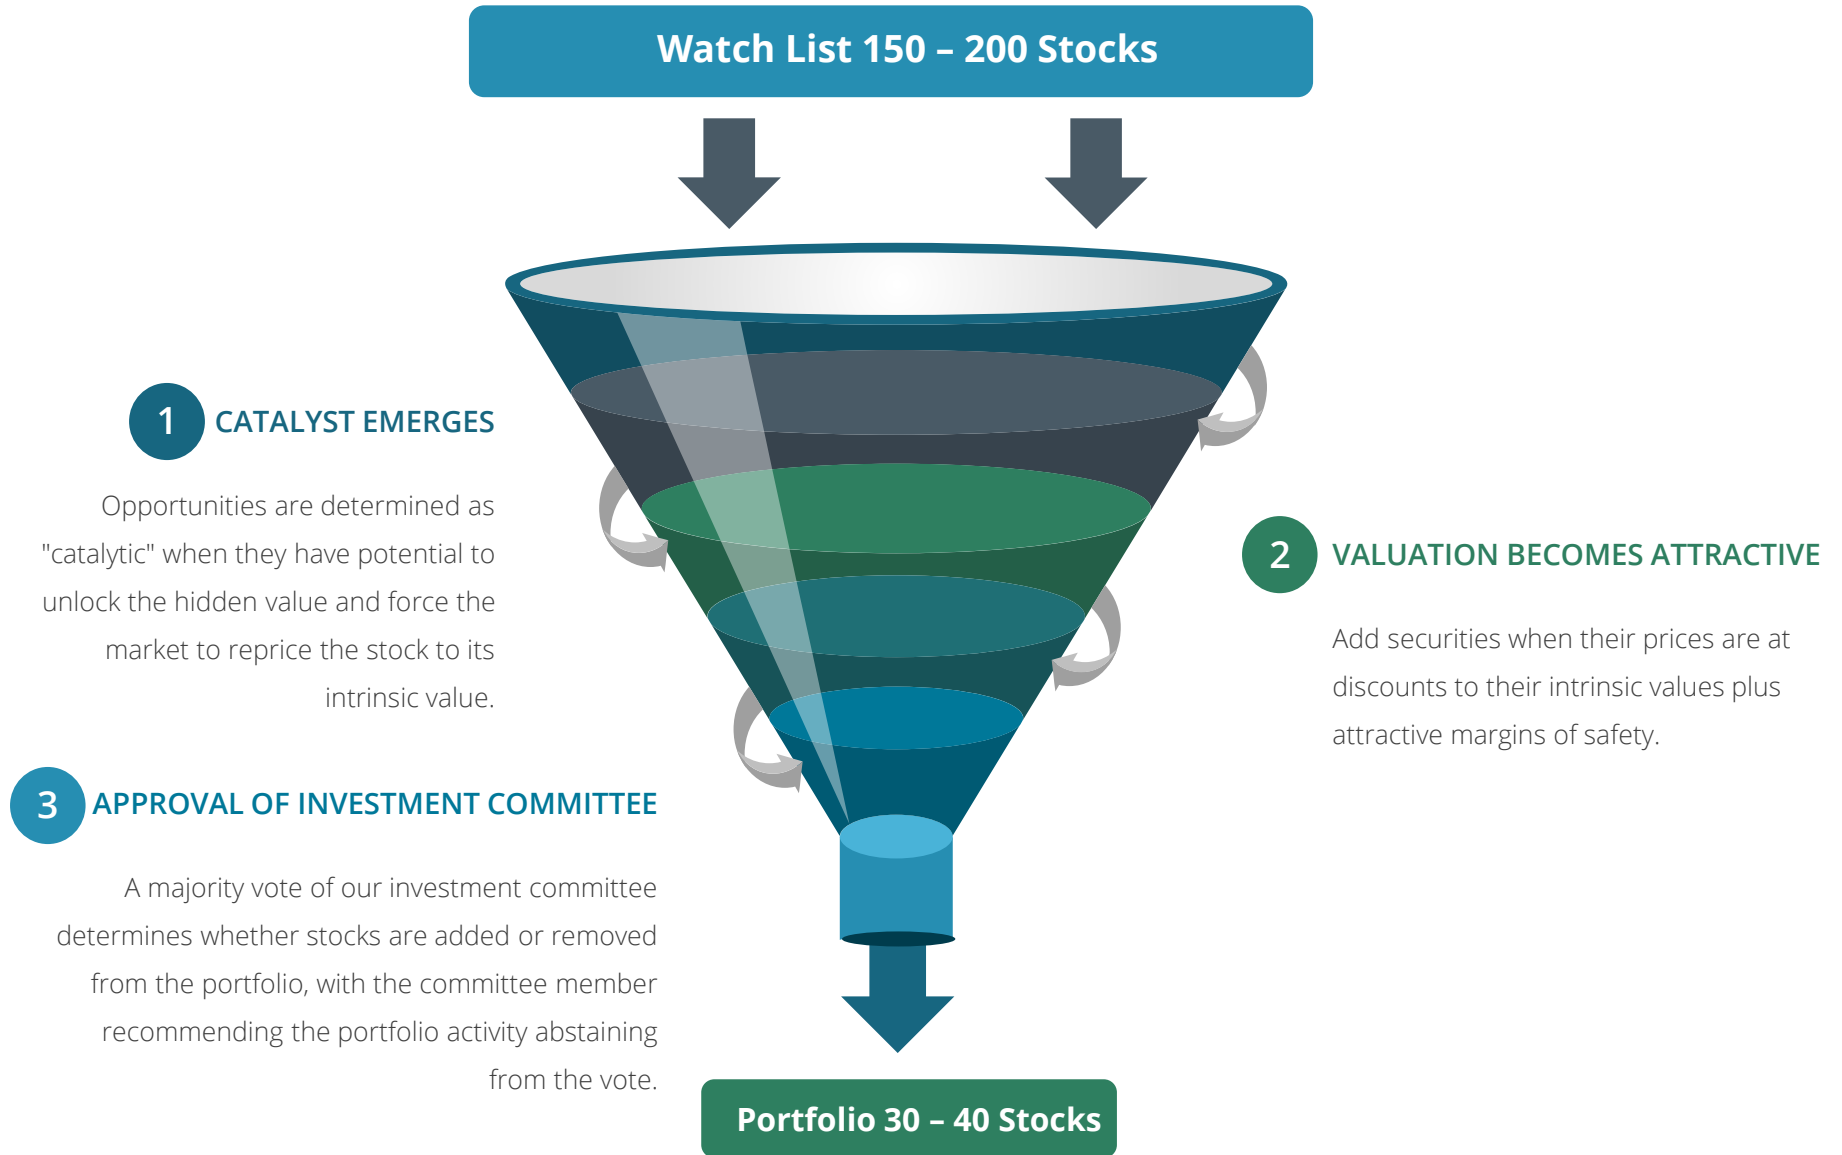 Watch List 150 – 200 Stocks
1
CATALYST EMERGES
Opportunities are determined as
"catalytic" when they have potential to
unlock the hidden value and force the
market to reprice the stock to its
intrinsic value.
2
VALUATION BECOMES ATTRACTIVE
Add securities when their prices are at
discounts to their intrinsic values plus
attractive margins of safety.
3
APPROVAL OF INVESTMENT COMMITTEE
A majority vote of our investment committee
determines whether stocks are added or removed
from the portfolio, with the committee member
recommending the portfolio activity abstaining
from the vote.
Portfolio 30 – 40 Stocks